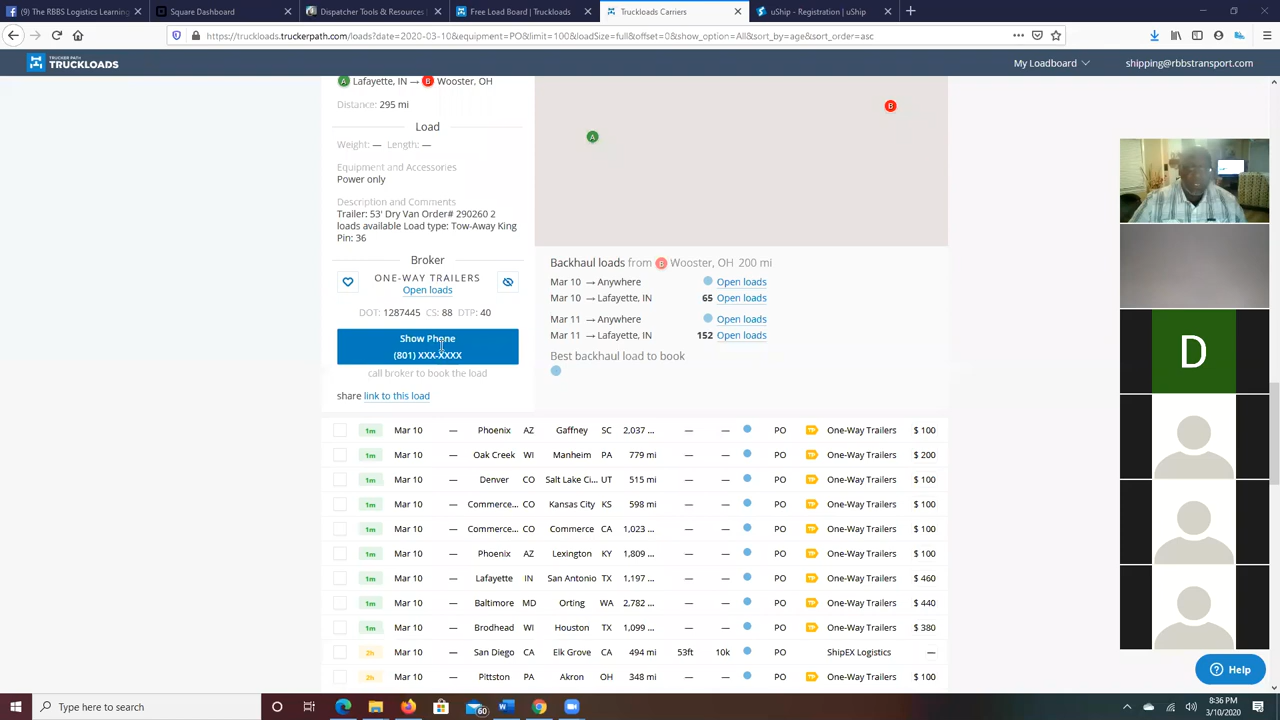 (9) The RBBS Logistics Learning
Square Dashboard
Dispatcher Tools & Resources
Free Load Board | Truckloads
Truckloads Carriers
uShip - Registration | uShip
https://truckloads.truckerpath.com/loads?date=2020-03-10&equipment=PO&limit=100&loadSize=full&offset=0&show_option=All&sort_by=age&sort_order=asc
TRUCKER PATH
TRUCKLOADS
My Loadboard
shipping@rbbstransport.com
A Lafayette, IN → B Wooster, OH
Distance: 295 mi
Load
Weight: — Length: —
Equipment and Accessories
Power only
Description and Comments
Trailer: 53' Dry Van Order# 290260 2
loads available Load type: Tow-Away King
Pin: 36
Broker
ONE-WAY TRAILERS
Open loads
DOT: 1287445 CS: 88 DTP: 40
Show Phone
(801) XXX-XXXX
call broker to book the load
share link to this load
A
B
Backhaul loads from B Wooster, OH 200 mi
Mar 10 → Anywhere Open loads
Mar 10 → Lafayette, IN 65 Open loads
Mar 11 → Anywhere Open loads
Mar 11 → Lafayette, IN 152 Open loads
Best backhaul load to book
1m Mar 10 — Phoenix AZ Gaffney SC 2,037 ... — — PO TP One-Way Trailers $ 100
1m Mar 10 — Oak Creek WI Manheim PA 779 mi — — PO TP One-Way Trailers $ 200
1m Mar 10 — Denver CO Salt Lake Ci... UT 515 mi — — PO TP One-Way Trailers $ 100
1m Mar 10 — Commerce... CO Kansas City KS 598 mi — — PO TP One-Way Trailers $ 100
1m Mar 10 — Commerce... CO Commerce CA 1,023 ... — — PO TP One-Way Trailers $ 100
1m Mar 10 — Phoenix AZ Lexington KY 1,809 ... — — PO TP One-Way Trailers $ 100
1m Mar 10 — Lafayette IN San Antonio TX 1,197 ... — — PO TP One-Way Trailers $ 460
1m Mar 10 — Baltimore MD Orting WA 2,782 ... — — PO TP One-Way Trailers $ 440
1m Mar 10 — Brodhead WI Houston TX 1,099 ... — — PO TP One-Way Trailers $ 380
2h Mar 10 — San Diego CA Elk Grove CA 494 mi 53ft 10k PO ShipEX Logistics —
2h Mar 10 — Pittston PA Akron OH 348 mi — — PO TP One-Way Trailers $ 100
D
Help
Type here to search
60
8:36 PM
3/10/2020